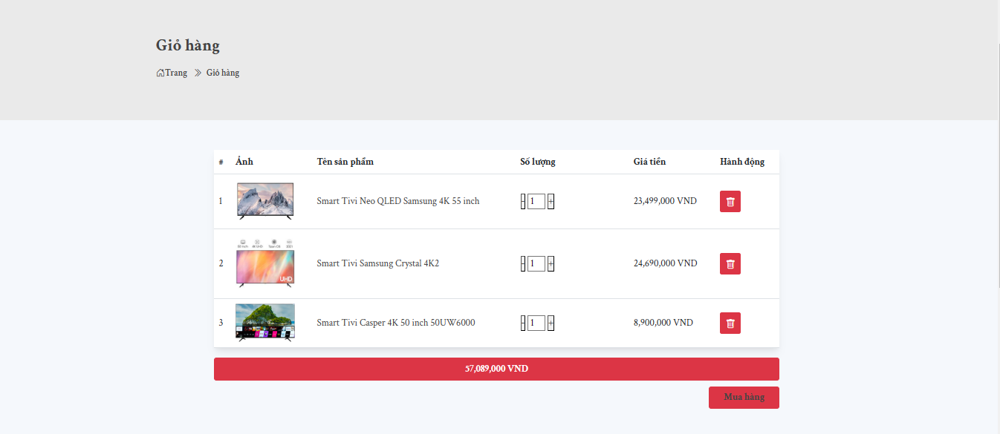 Giỏ hàng
Trang Giỏ hàng
# Ảnh Tên sản phẩm Số lượng Giá tiền Hành động
1 Smart Tivi Neo QLED Samsung 4K 55 inch - 1 + 23,499,000 VND
2 Smart Tivi Samsung Crystal 4K2 - 1 + 24,690,000 VND
UHD
3 Smart Tivi Casper 4K 50 inch 50UW6000 - 1 + 8,900,000 VND
57,089,000 VND
Mua hàng